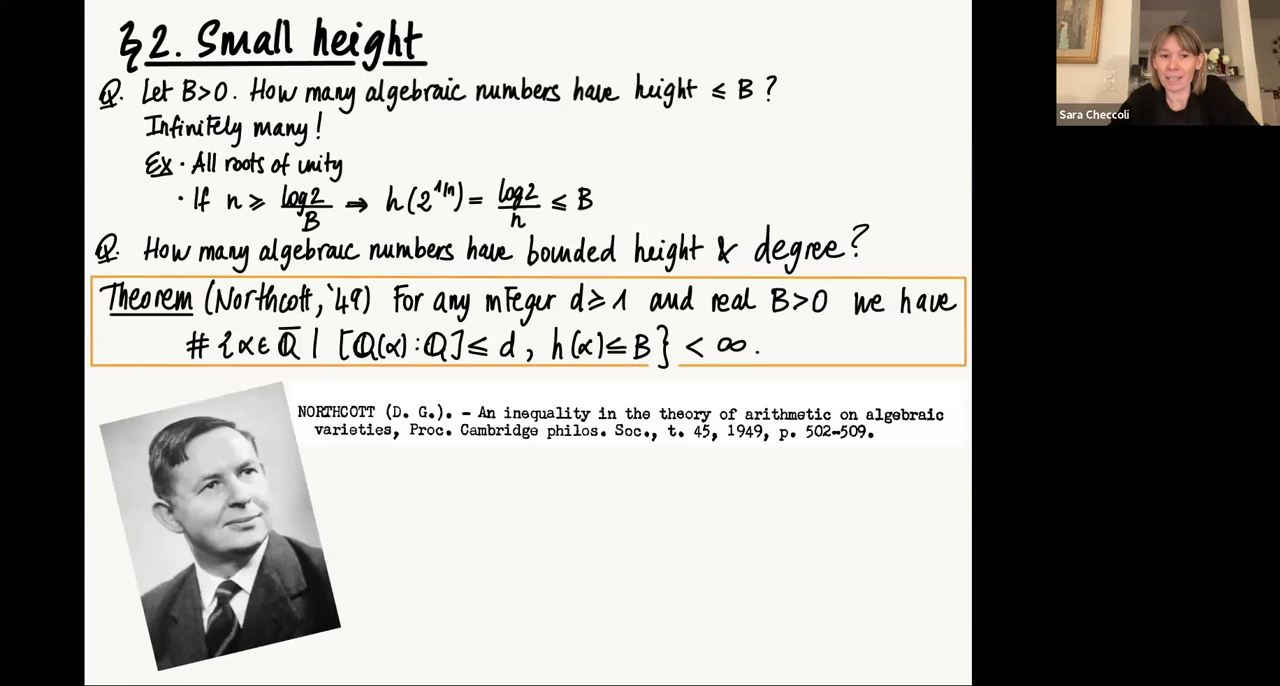 §2. Small height
Q. Let B>0. How many algebraic numbers have height ⩽ B?
Infinitely many!
Ex • All roots of unity
• If n ⩾ log2/B ⇒ h(2^{1/n}) = log2/n ⩽ B
Q. How many algebraic numbers have bounded height & degree?
Theorem (Northcott, '49) For any integer d⩾1 and real B>0 we have
# {α∈ Q̅ | [Q(α):Q]⩽ d, h(α)⩽B} < ∞.
NORTHCOTT (D. G.). - An inequality in the theory of arithmetic on algebraic
varieties, Proc. Cambridge philos. Soc., t. 45, 1949, p. 502-509.
Sara Checcoli